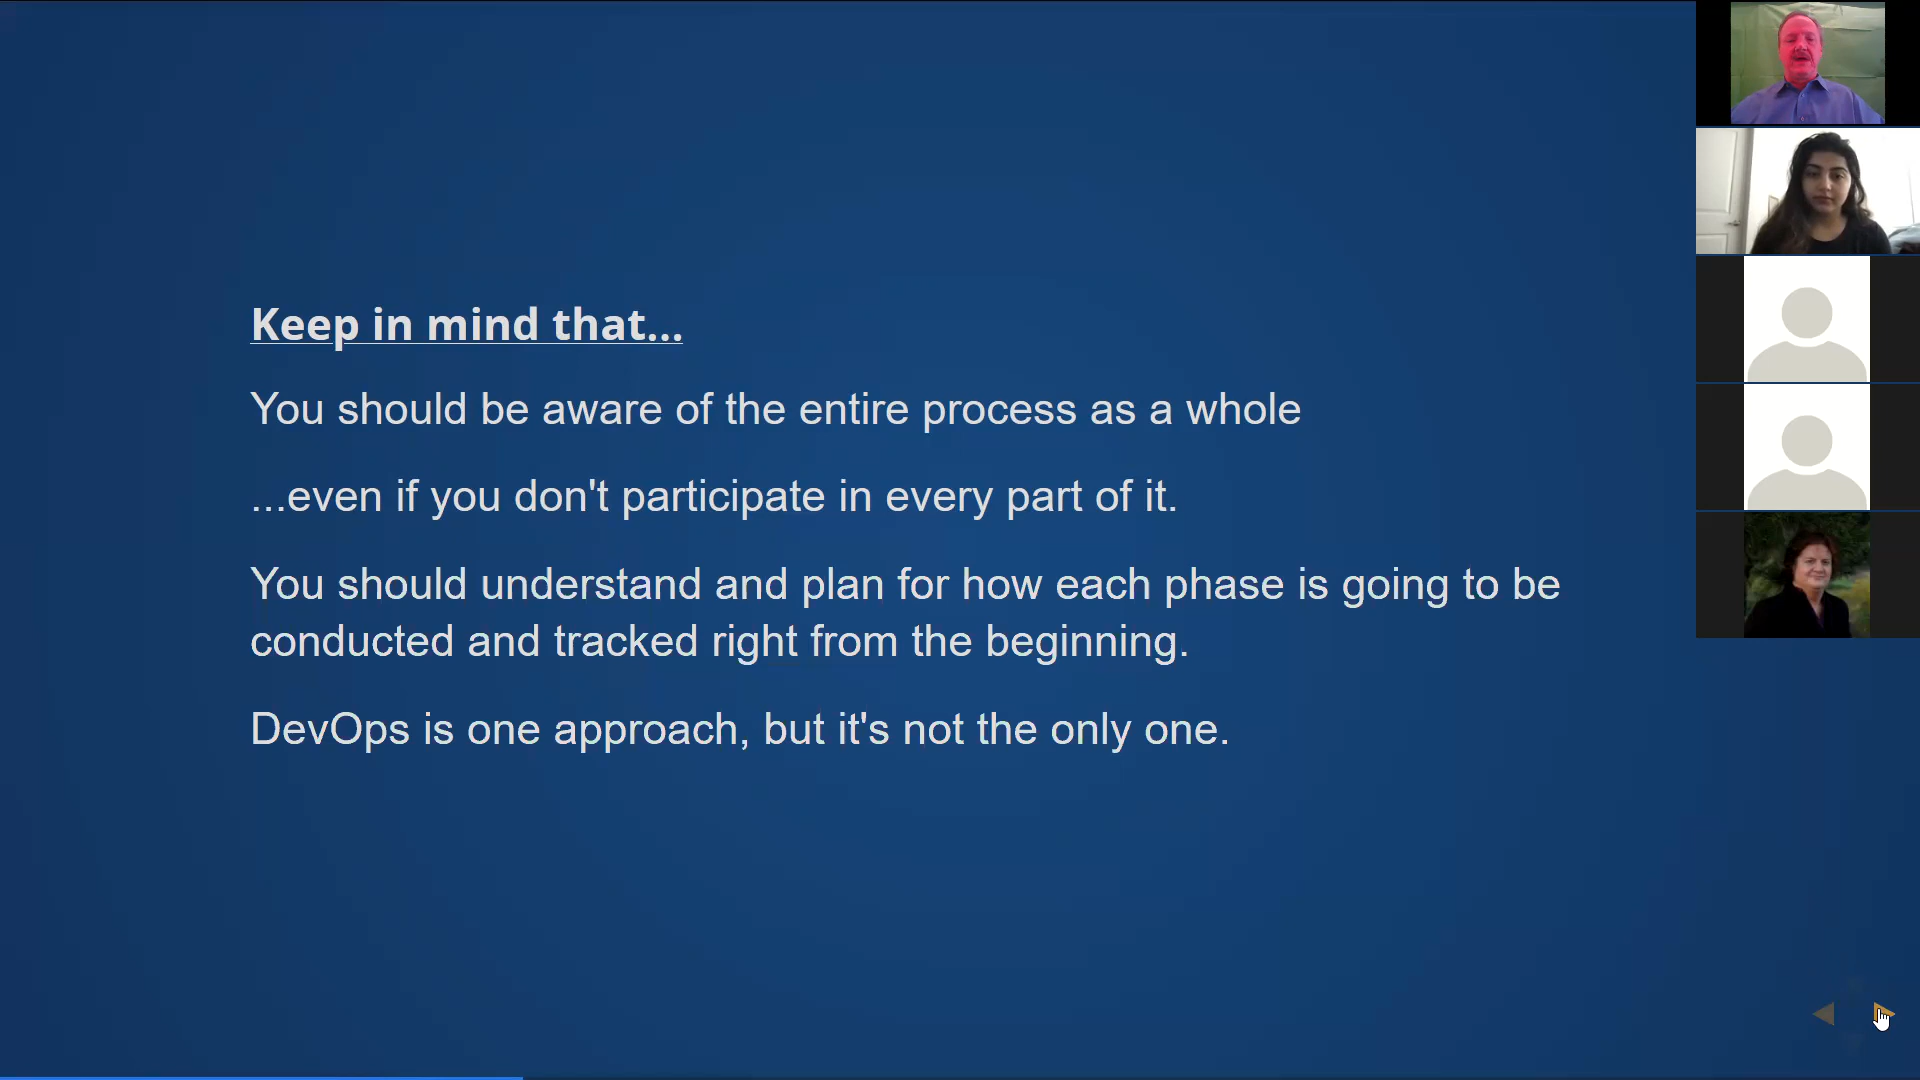 Keep in mind that...
You should be aware of the entire process as a whole
...even if you don't participate in every part of it.
You should understand and plan for how each phase is going to be
conducted and tracked right from the beginning.
DevOps is one approach, but it's not the only one.